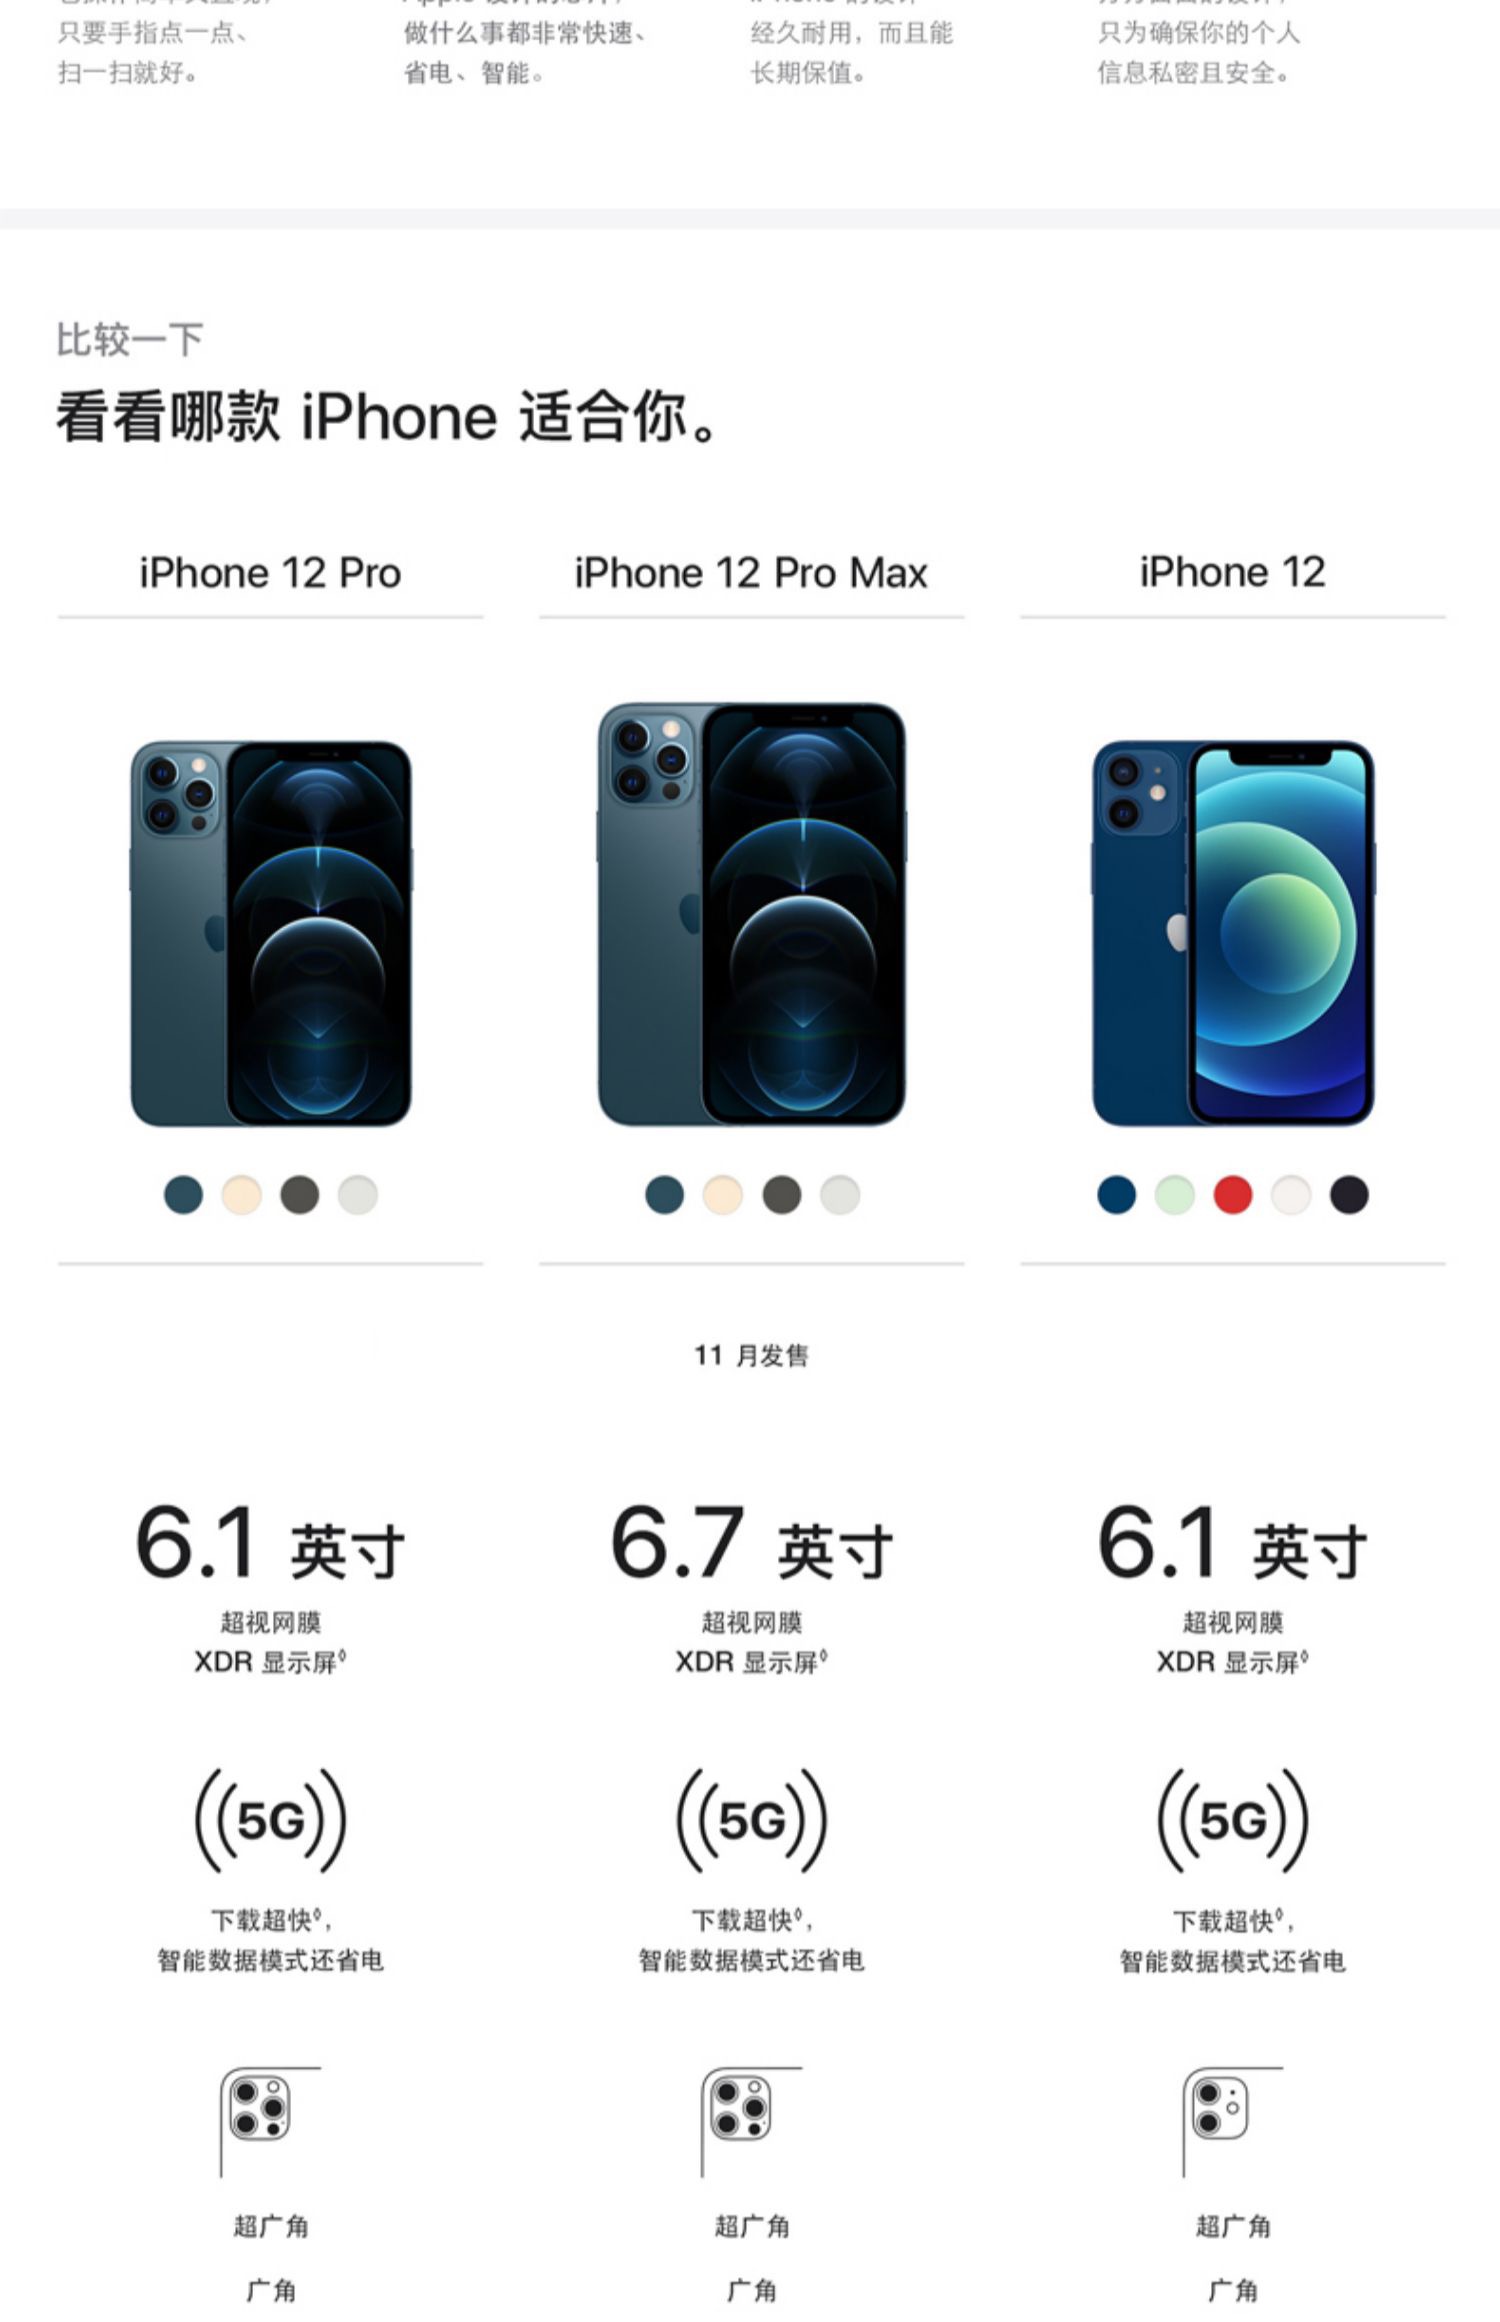 只要手指点一点、
扫一扫就好。
做什么事都非常快速、
省电、智能。
经久耐用，而且能
长期保值。
只为确保你的个人
信息私密且安全。
比较一下
看看哪款 iPhone 适合你。
iPhone 12 Pro
iPhone 12 Pro Max
iPhone 12
11 月发售
6.1 英寸
超视网膜
XDR 显示屏◊
6.7 英寸
超视网膜
XDR 显示屏◊
6.1 英寸
超视网膜
XDR 显示屏◊
5G
下载超快◊，
智能数据模式还省电
5G
下载超快◊，
智能数据模式还省电
5G
下载超快◊，
智能数据模式还省电
超广角
广角
超广角
广角
超广角
广角